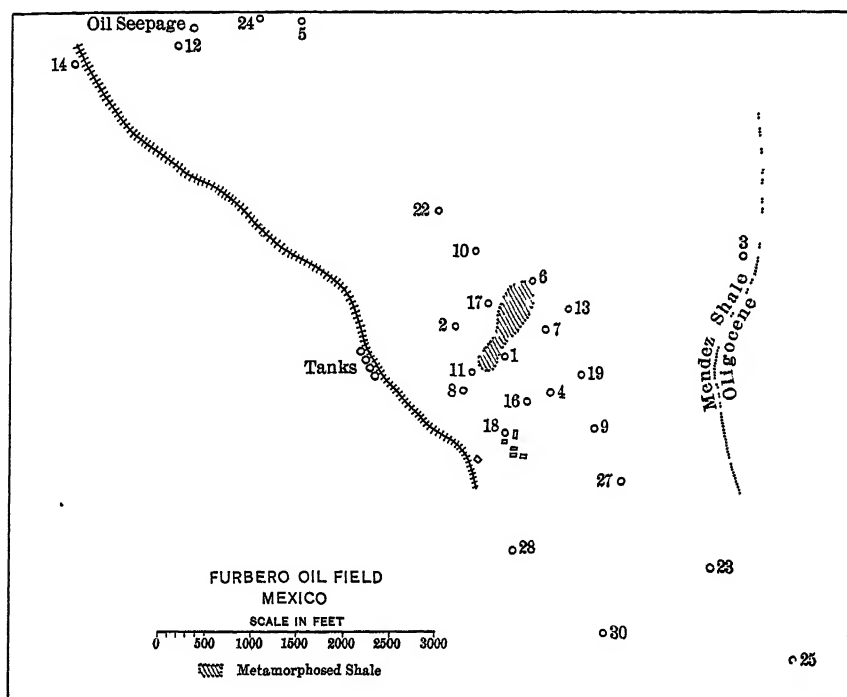 Oil Seepage
24
5
12
14
22
10
3
6
17
13
2
7
1
Tanks
11
19
8
4
16
18
9
27
28
23
30
25
Mendez Shale
Oligocene
FURBERO OIL FIELD
MEXICO
SCALE IN FEET
0 500 1000 1500 2000 2500 3000
Metamorphosed Shale